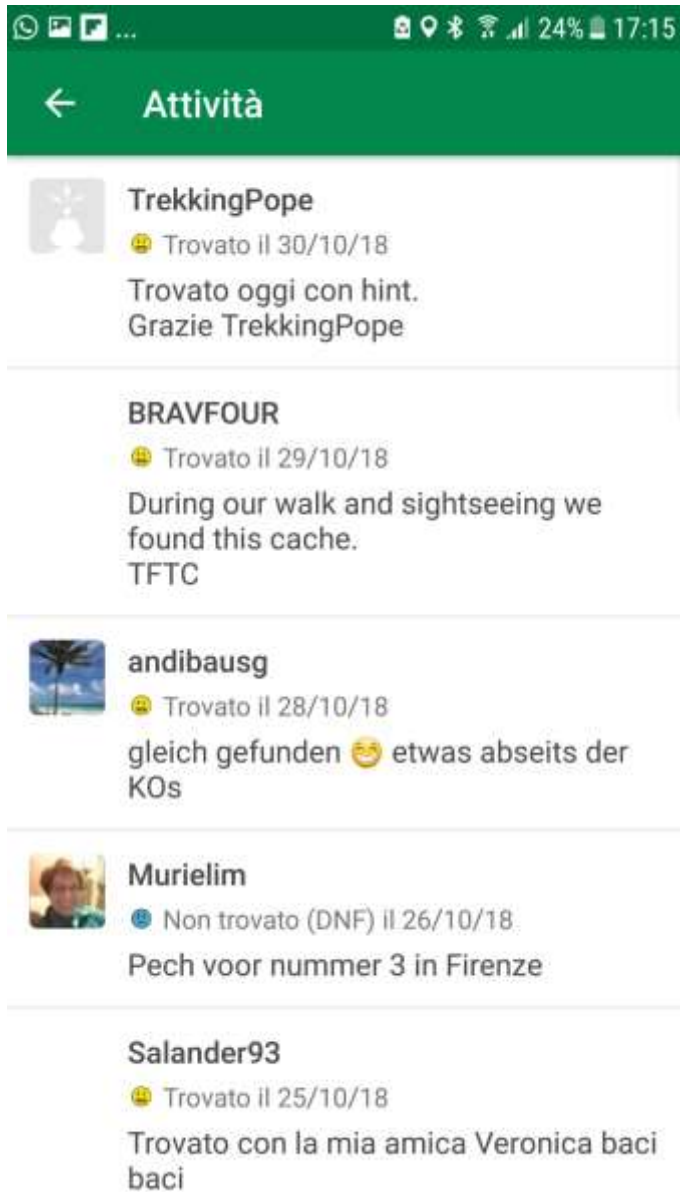 ... 24% 17:15
Attività
TrekkingPope
Trovato il 30/10/18
Trovato oggi con hint.
Grazie TrekkingPope
BRAVFOUR
Trovato il 29/10/18
During our walk and sightseeing we
found this cache.
TFTC
andibausg
Trovato il 28/10/18
gleich gefunden 😁 etwas abseits der
KOs
Murielim
Non trovato (DNF) il 26/10/18
Pech voor nummer 3 in Firenze
Salander93
Trovato il 25/10/18
Trovato con la mia amica Veronica baci
baci